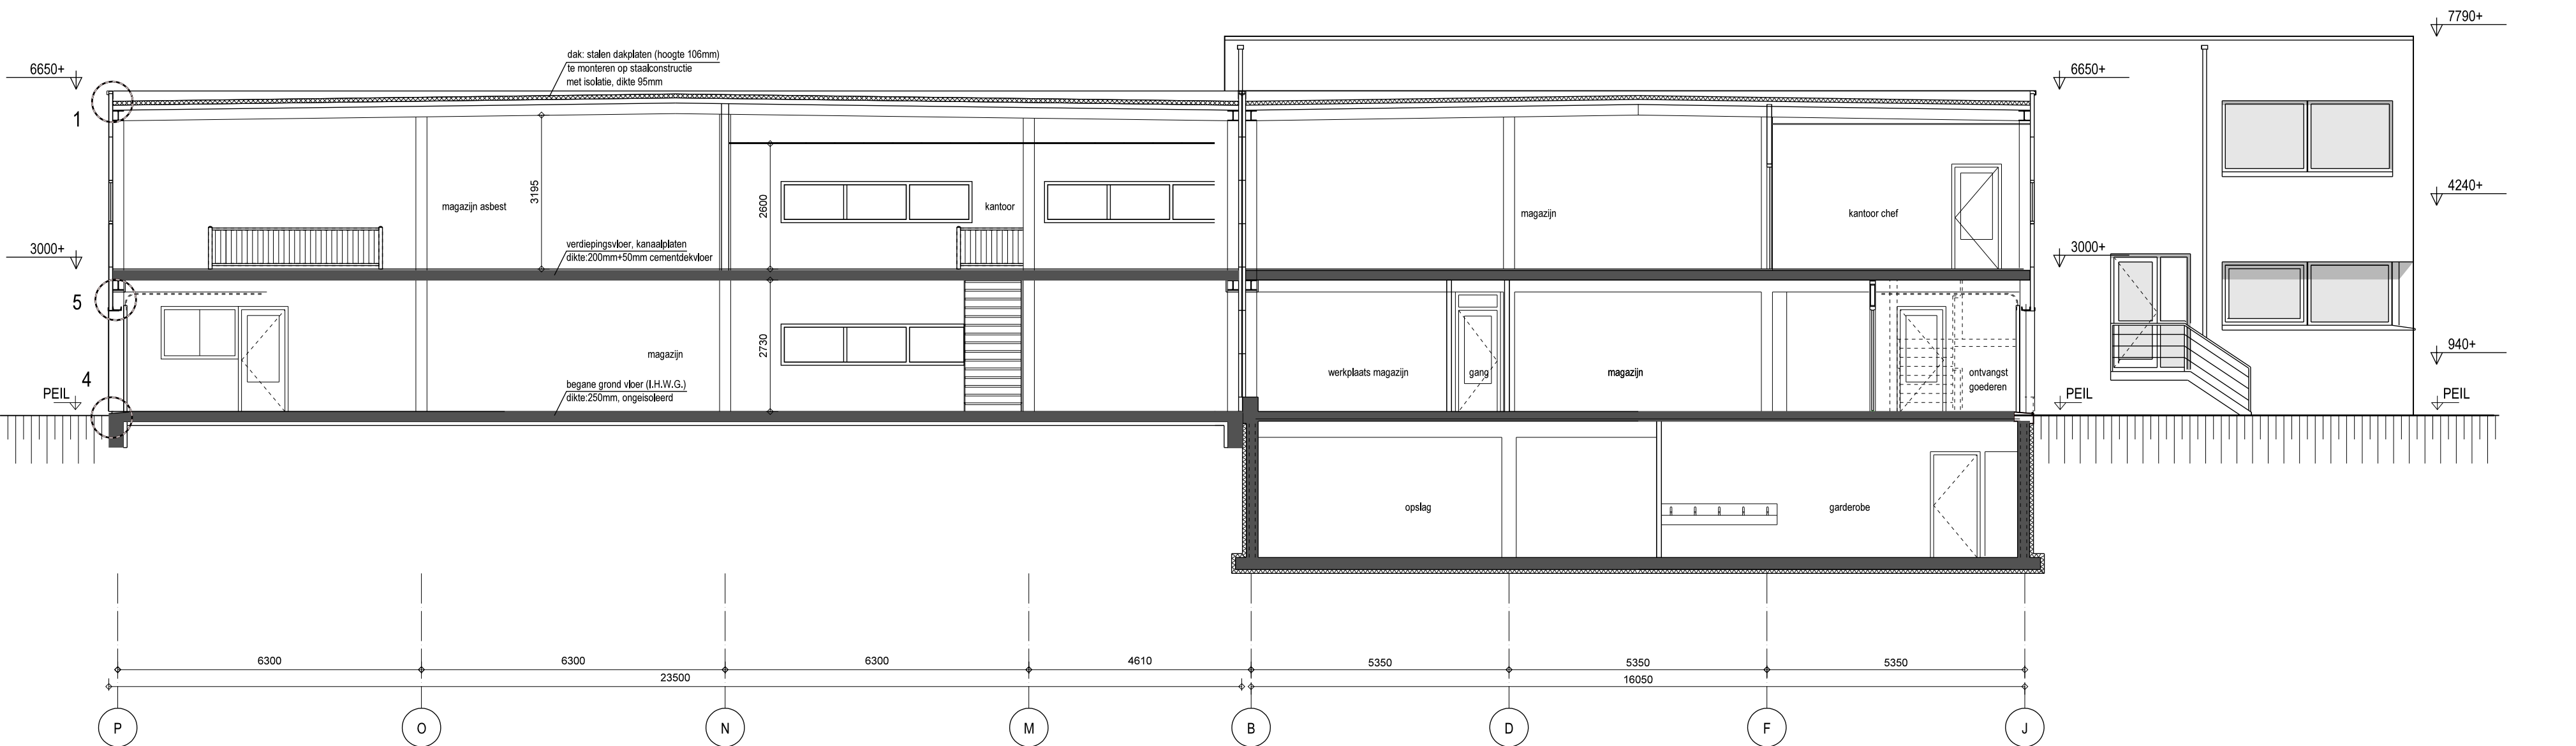 7790+
dak: stalen dakplaten (hoogte 106mm)
te monteren op staalconstructie
met isolatie, dikte 95mm
6650+
6650+
1
3195
2600
4240+
magazijn asbest
kantoor
magazijn
kantoor chef
3000+
verdiepingsvloer, kanaalplaten
dikte:200mm+50mm cementdekvloer
3000+
5
2730
940+
magazijn
werkplaats magazijn
gang
magazijn
ontvangst
goederen
4
begane grond vloer (I.H.W.G.)
dikte:250mm, ongeisoleerd
PEIL
PEIL
PEIL
opslag
garderobe
6300
6300
6300
4610
5350
5350
5350
23500
16050
P
O
N
M
B
D
F
J